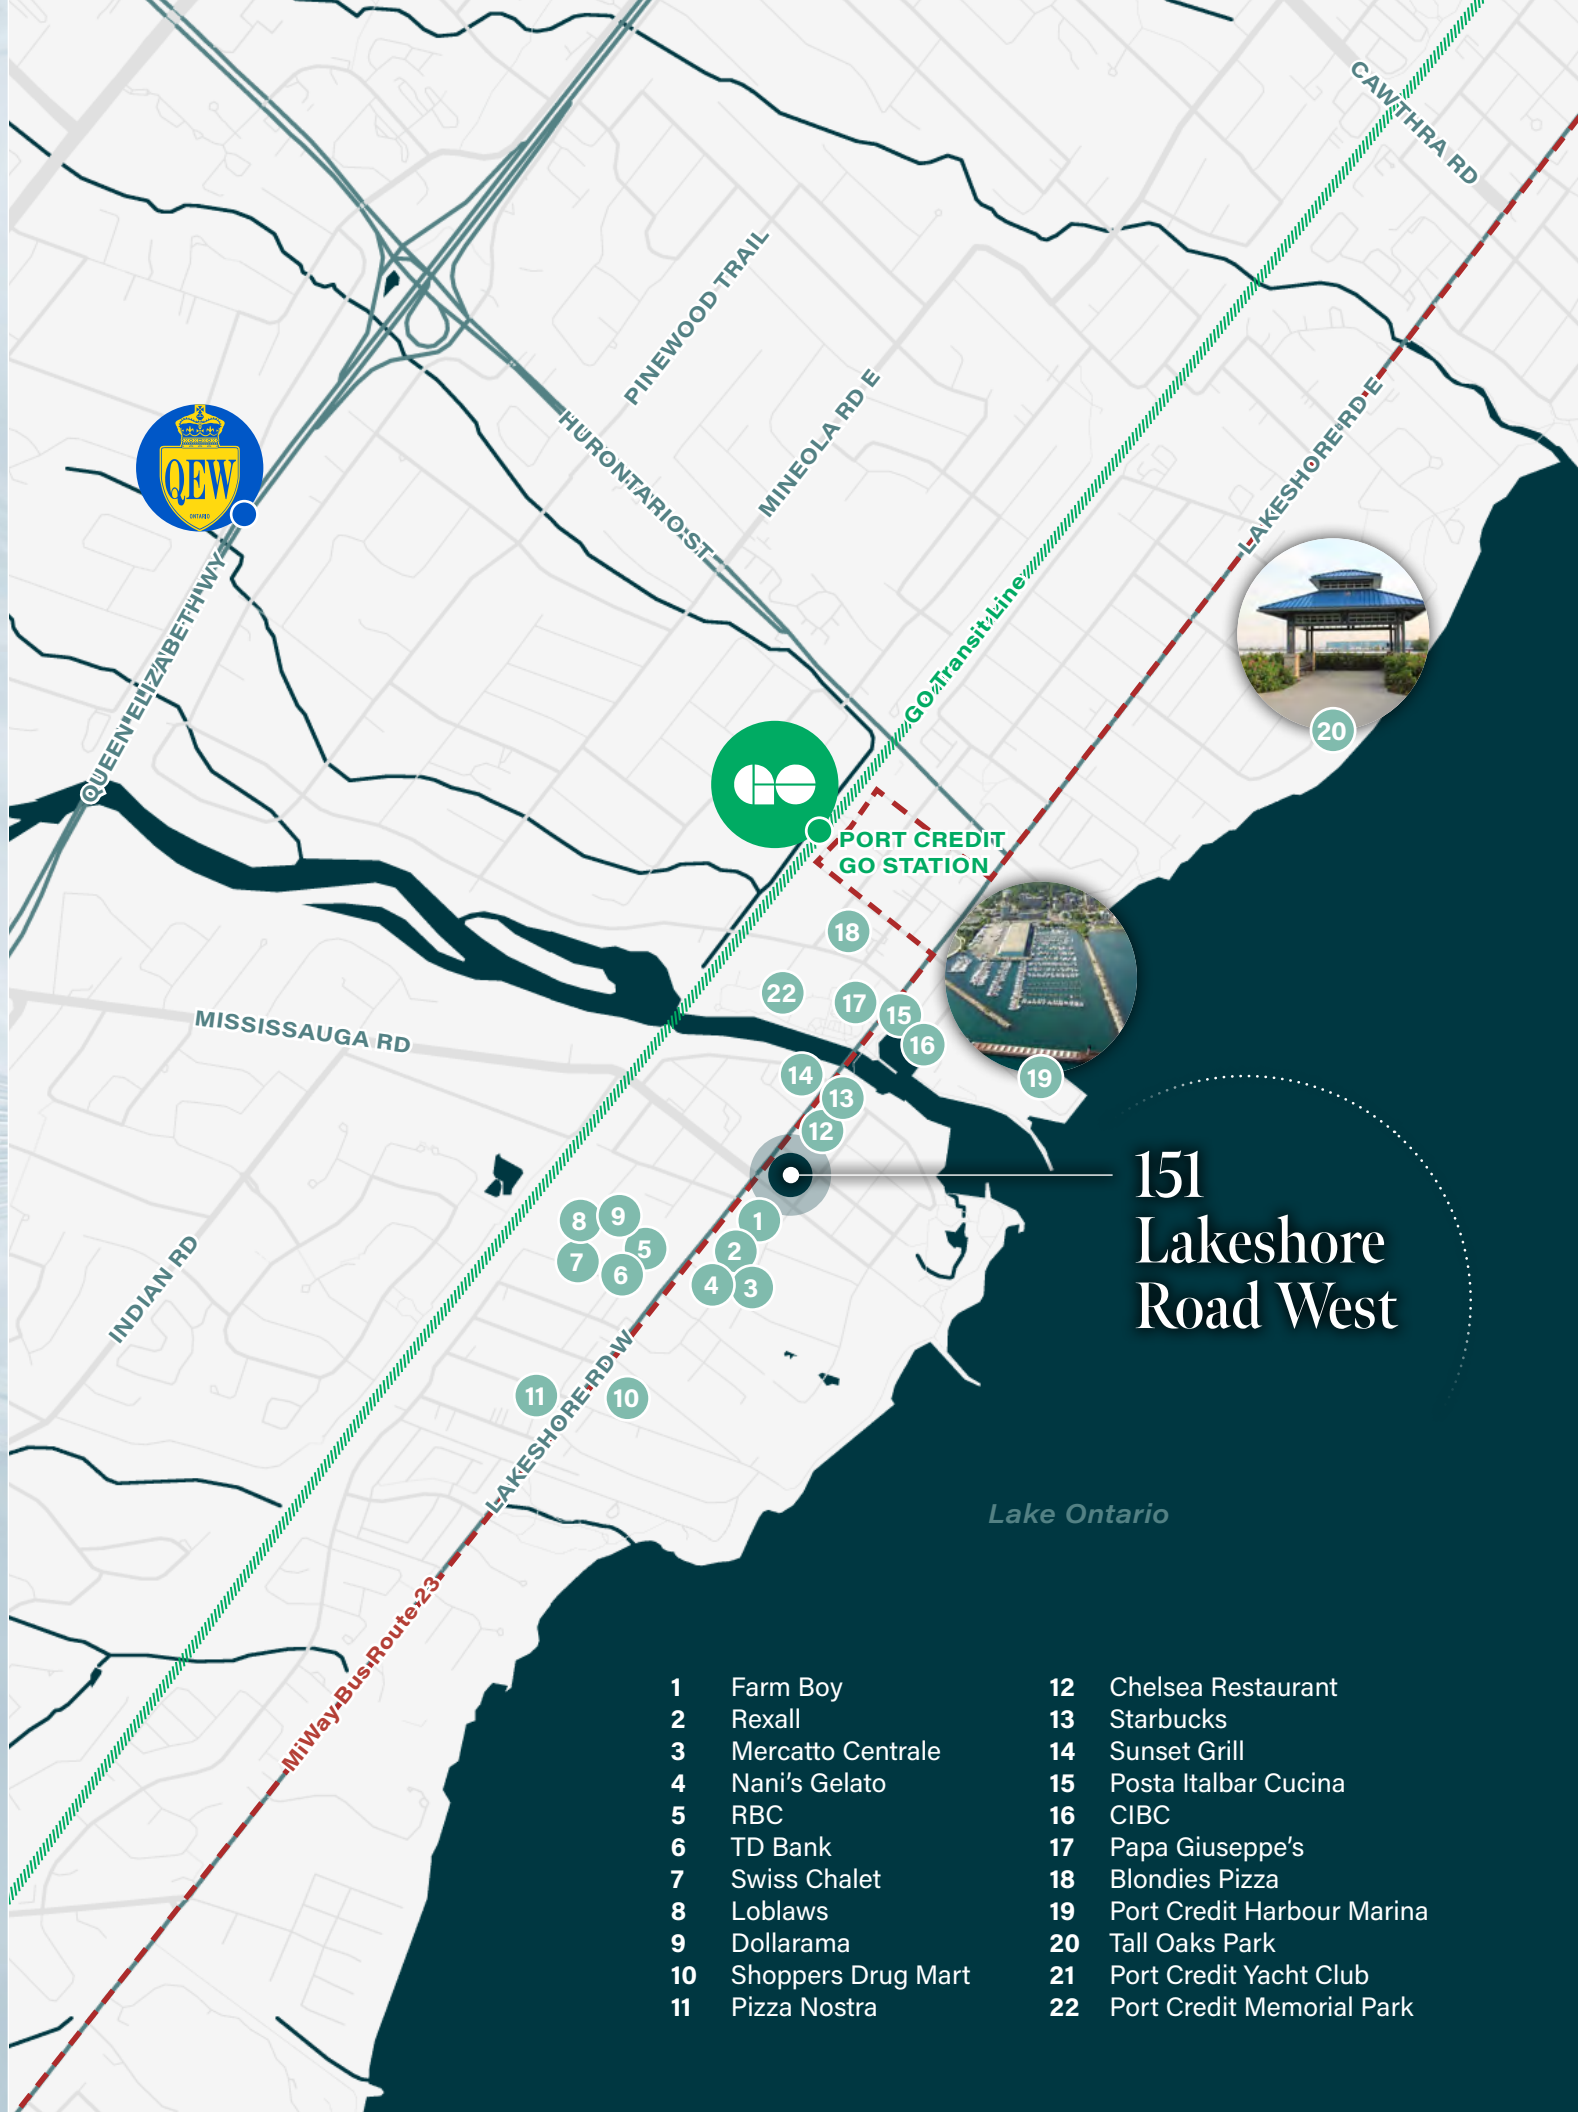 CAWTHRA RD
PINEWOOD TRAIL
MINEOLA RD E
HURONTARIO ST
LAKESHORE RD E
QEW
ONTARIO
QUEEN ELIZABETH WY
GO Transit Line
20
GO
PORT CREDIT
GO STATION
18
22
17
15
16
MISSISSAUGA RD
14
13
19
12
151
Lakeshore
Road West
8
9
1
5
2
7
6
4
3
INDIAN RD
11
10
LAKESHORE RD W
Lake Ontario
MiWay Bus Route 23
1 Farm Boy
2 Rexall
3 Mercatto Centrale
4 Nani's Gelato
5 RBC
6 TD Bank
7 Swiss Chalet
8 Loblaws
9 Dollarama
10 Shoppers Drug Mart
11 Pizza Nostra
12 Chelsea Restaurant
13 Starbucks
14 Sunset Grill
15 Posta Italbar Cucina
16 CIBC
17 Papa Giuseppe's
18 Blondies Pizza
19 Port Credit Harbour Marina
20 Tall Oaks Park
21 Port Credit Yacht Club
22 Port Credit Memorial Park